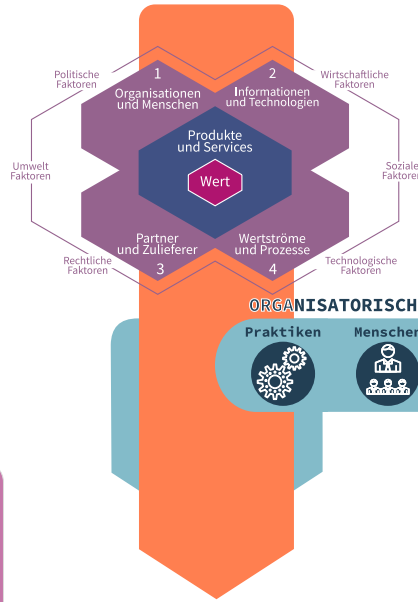 Politische
Faktoren
1
Organisationen
und Menschen
2
Informationen
und Technologien
Wirtschaftliche
Faktoren
Produkte
und Services
Umwelt
Faktoren
Wert
Soziale
Faktoren
Partner
und Zulieferer
3
Wertströme
und Prozesse
4
Rechtliche
Faktoren
Technologische
Faktoren
ORGANISATORISCH
Praktiken
Menschen